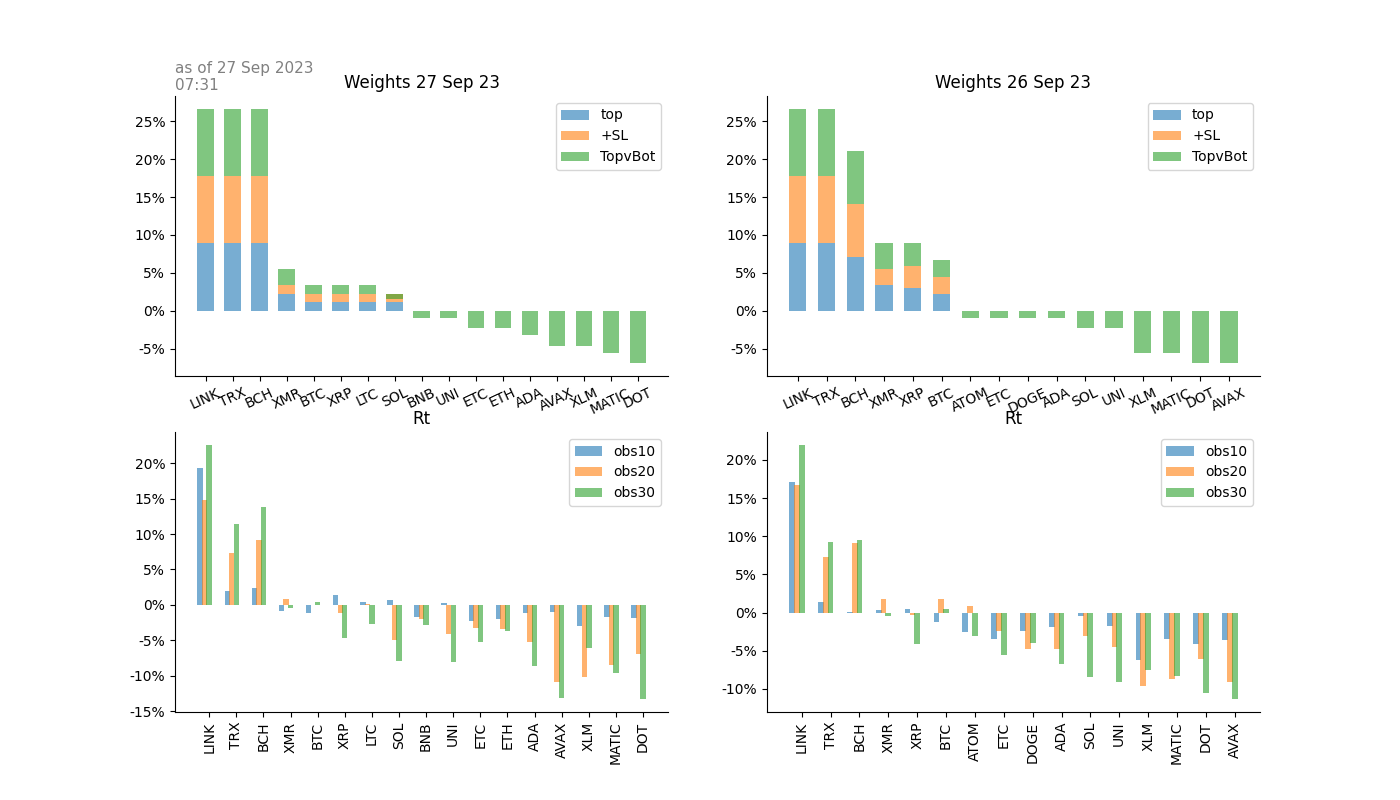 as of 27 Sep 2023
07:31
Weights 27 Sep 23
25%
20%
15%
10%
5%
0%
-5%
top
+SL
TopvBot
LINK TRX BCH XMR BTC XRP LTC SOL BNB UNI ETC ETH ADA AVAX XLM MATIC DOT
Weights 26 Sep 23
25%
20%
15%
10%
5%
0%
-5%
top
+SL
TopvBot
LINK TRX BCH XMR XRP BTC ATOM ETC DOGE ADA SOL UNI XLM MATIC DOT AVAX
Rt
20%
15%
10%
5%
0%
-5%
-10%
-15%
obs10
obs20
obs30
LINK TRX BCH XMR BTC XRP LTC SOL BNB UNI ETC ETH ADA AVAX XLM MATIC DOT
Rt
20%
15%
10%
5%
0%
-5%
-10%
obs10
obs20
obs30
LINK TRX BCH XMR XRP BTC ATOM ETC DOGE ADA SOL UNI XLM MATIC DOT AVAX